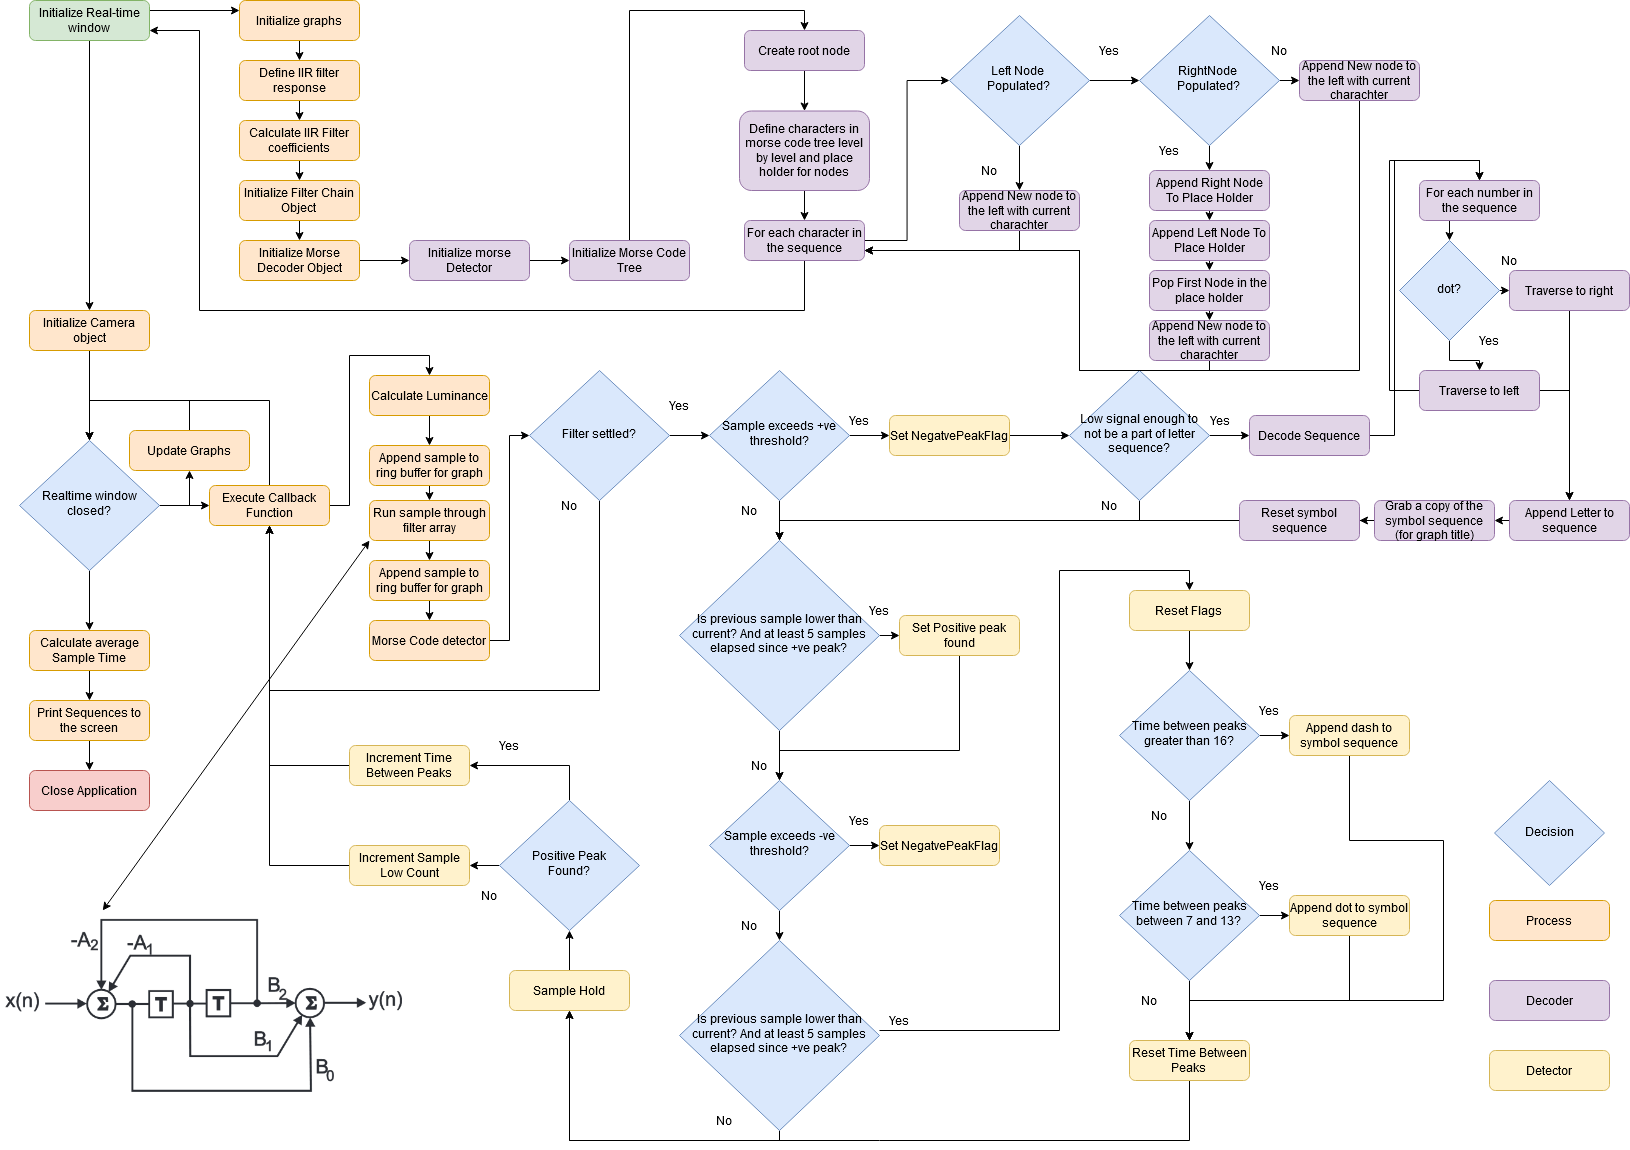 Initialize Real-time
window
Initialize graphs
Define IIR filter
response
Calculate IIR Filter
coefficients
Initialize Filter Chain
Object
Initialize Morse
Decoder Object
Initialize morse
Detector
Initialize Morse Code
Tree
Create root node
Define characters in
morse code tree level
by level and place
holder for nodes
For each character in
the sequence
Left Node
Populated?
Yes
No
Append New node to
the left with current
charachter
RightNode
Populated?
No
Yes
Append New node to
the left with current
charachter
Append Right Node
To Place Holder
Append Left Node To
Place Holder
Pop First Node in the
place holder
Append New node to
the left with current
charachter
For each number in
the sequence
dot?
No
Yes
Traverse to right
Traverse to left
Initialize Camera
object
Update Graphs
Realtime window
closed?
Execute Callback
Function
Calculate average
Sample Time
Print Sequences to
the screen
Close Application
Calculate Luminance
Append sample to
ring buffer for graph
Run sample through
filter array
Append sample to
ring buffer for graph
Morse Code detector
Filter settled?
Yes
No
Sample exceeds +ve
threshold?
Yes
No
Set NegatvePeakFlag
Low signal enough to
not be a part of letter
sequence?
Yes
No
Decode Sequence
Append Letter to
sequence
Grab a copy of the
symbol sequence
(for graph title)
Reset symbol
sequence
Is previous sample lower than
current? And at least 5 samples
elapsed since +ve peak?
Yes
No
Set Positive peak
found
Sample exceeds -ve
threshold?
Yes
No
Set NegatvePeakFlag
Is previous sample lower than
current? And at least 5 samples
elapsed since +ve peak?
Yes
No
Reset Flags
Time between peaks
greater than 16?
Yes
No
Append dash to
symbol sequence
Time between peaks
between 7 and 13?
Yes
No
Append dot to symbol
sequence
Reset Time Between
Peaks
Sample Hold
Positive Peak
Found?
Yes
No
Increment Time
Between Peaks
Increment Sample
Low Count
Decision
Process
Decoder
Detector
-A2
-A1
x(n)
Σ
T
T
B2
Σ
y(n)
B1
B0